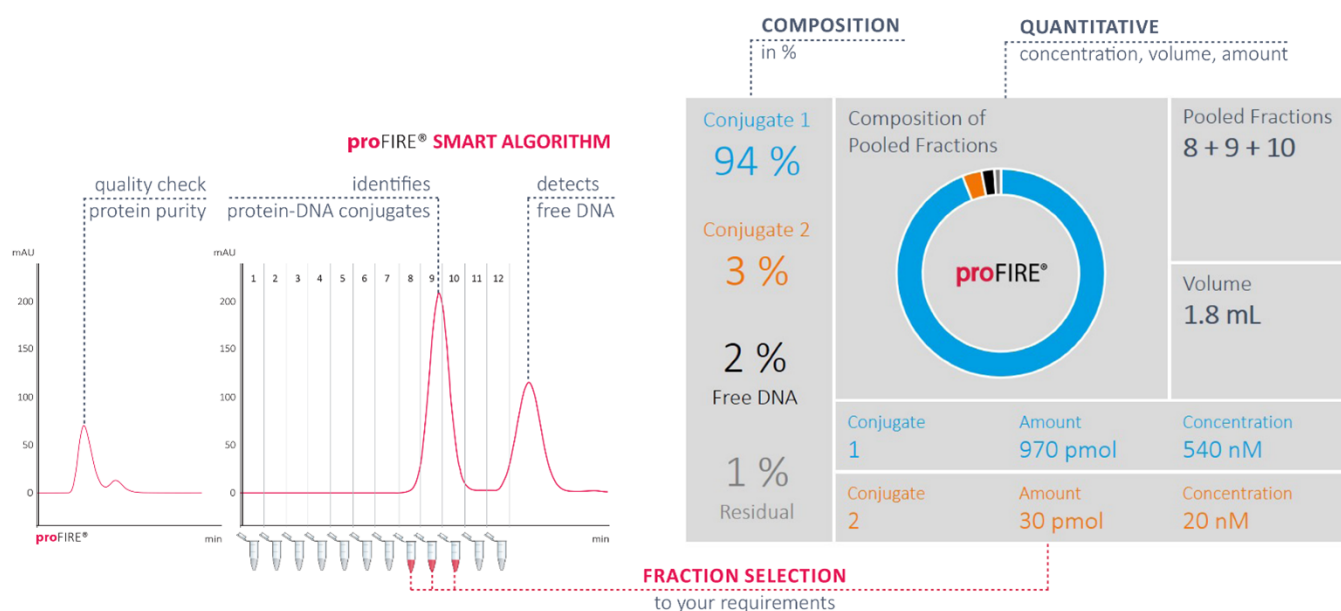 COMPOSITION
in %
QUANTITATIVE
concentration, volume, amount
proFIRE® SMART ALGORITHM
quality check
protein purity
identifies
protein-DNA conjugates
detects
free DNA
mAU
200
150
100
50
0
proFIRE®
min
mAU
1 2 3 4 5 6 7 8 9 10 11 12
200
150
100
50
0
min
Conjugate 1
94 %
Conjugate 2
3 %
2 %
Free DNA
1 %
Residual
Composition of
Pooled Fractions
proFIRE®
Pooled Fractions
8 + 9 + 10
Volume
1.8 mL
Conjugate Amount Concentration
1 970 pmol 540 nM
Conjugate Amount Concentration
2 30 pmol 20 nM
FRACTION SELECTION
to your requirements